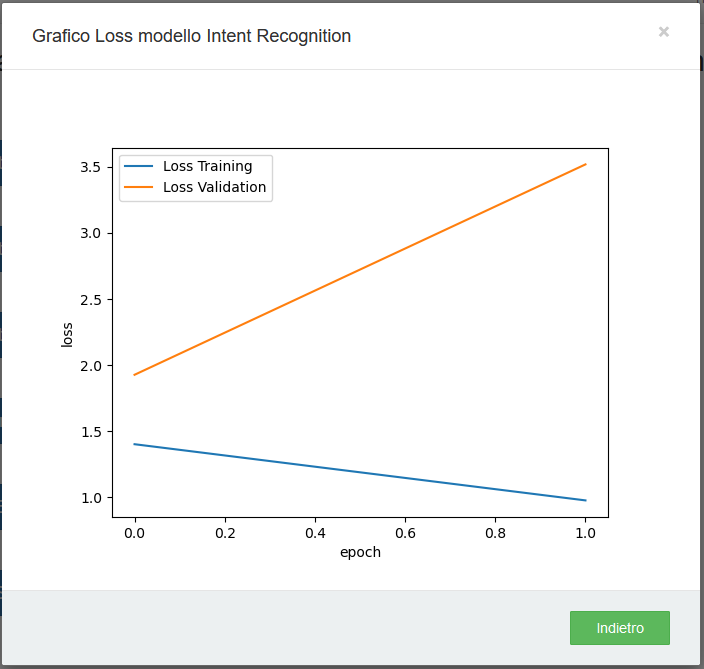 Grafico Loss modello Intent Recognition
×
Loss Training
Loss Validation
3.5
3.0
2.5
2.0
1.5
1.0
loss
0.0 0.2 0.4 0.6 0.8 1.0
epoch
Indietro